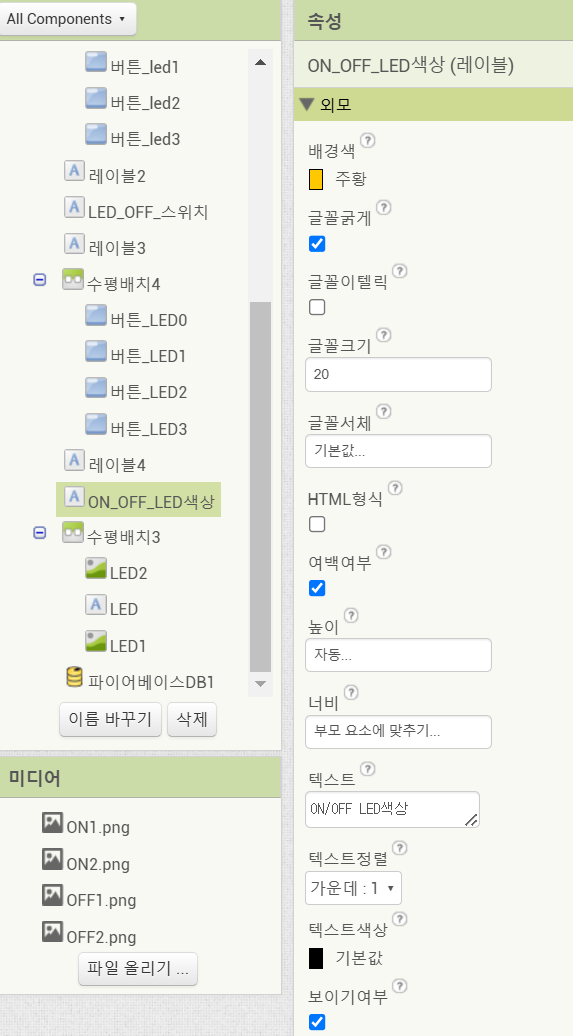 All Components
버튼_led1
버튼_led2
버튼_led3
레이블2
LED_OFF_스위치
레이블3
수평배치4
버튼_LED0
버튼_LED1
버튼_LED2
버튼_LED3
레이블4
ON_OFF_LED색상
수평배치3
LED2
LED
LED1
파이어베이스DB1
이름 바꾸기 삭제
미디어
ON1.png
ON2.png
OFF1.png
OFF2.png
파일 올리기 ...
속성
ON_OFF_LED색상 (레이블)
외모
배경색 ?
주황
글꼴굵게 ?
글꼴이텔릭 ?
글꼴크기 ?
20
글꼴서체 ?
기본값...
HTML형식 ?
여백여부 ?
높이 ?
자동...
너비 ?
부모 요소에 맞추기...
텍스트 ?
ON/OFF LED색상
텍스트정렬 ?
가운데 : 1
텍스트색상 ?
기본값
보이기여부 ?